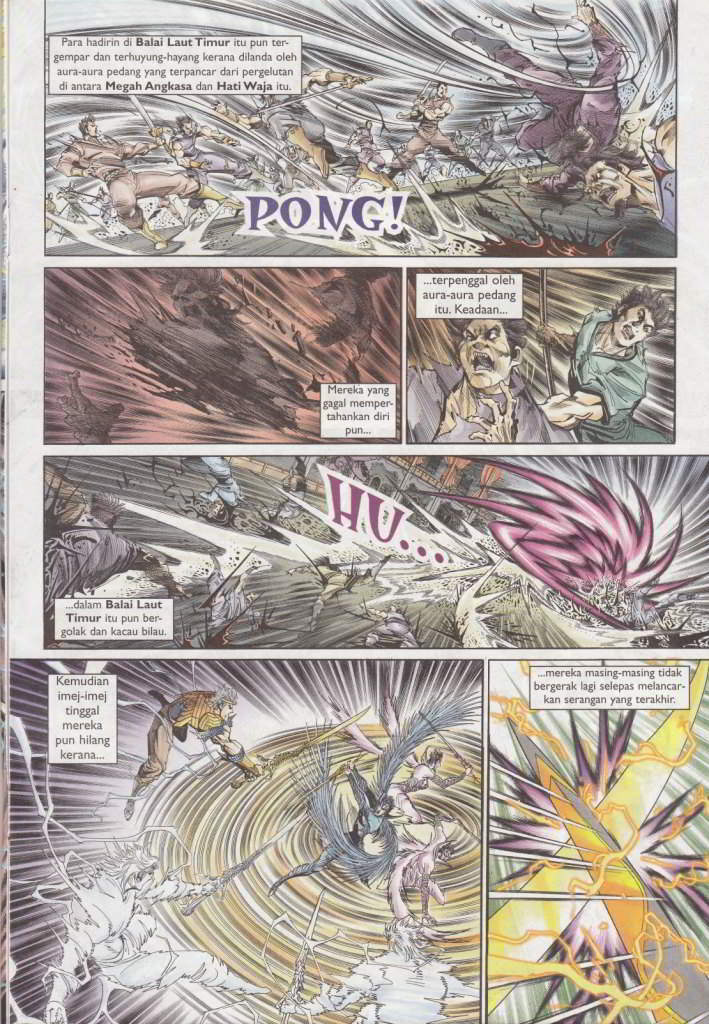 Para hadirin di Balai Laut Timur itu pun ter-
gempar dan terhuyung-hayang kerana dilanda oleh
aura-aura pedang yang terpancar dari pergelutan
di antara Megah Angkasa dan Hati Waja itu.
PONG!
Mereka yang
gagal memper-
tahankan diri
pun...
...terpenggal oleh
aura-aura pedang
itu. Keadaan...
HU...
...dalam Balai Laut
Timur itu pun ber-
golak dan kacau bilau.
Kemudian
imej-imej
tinggal
mereka
pun hilang
kerana...
...mereka masing-masing tidak
bergerak lagi selepas melancar-
kan serangan yang terakhir.